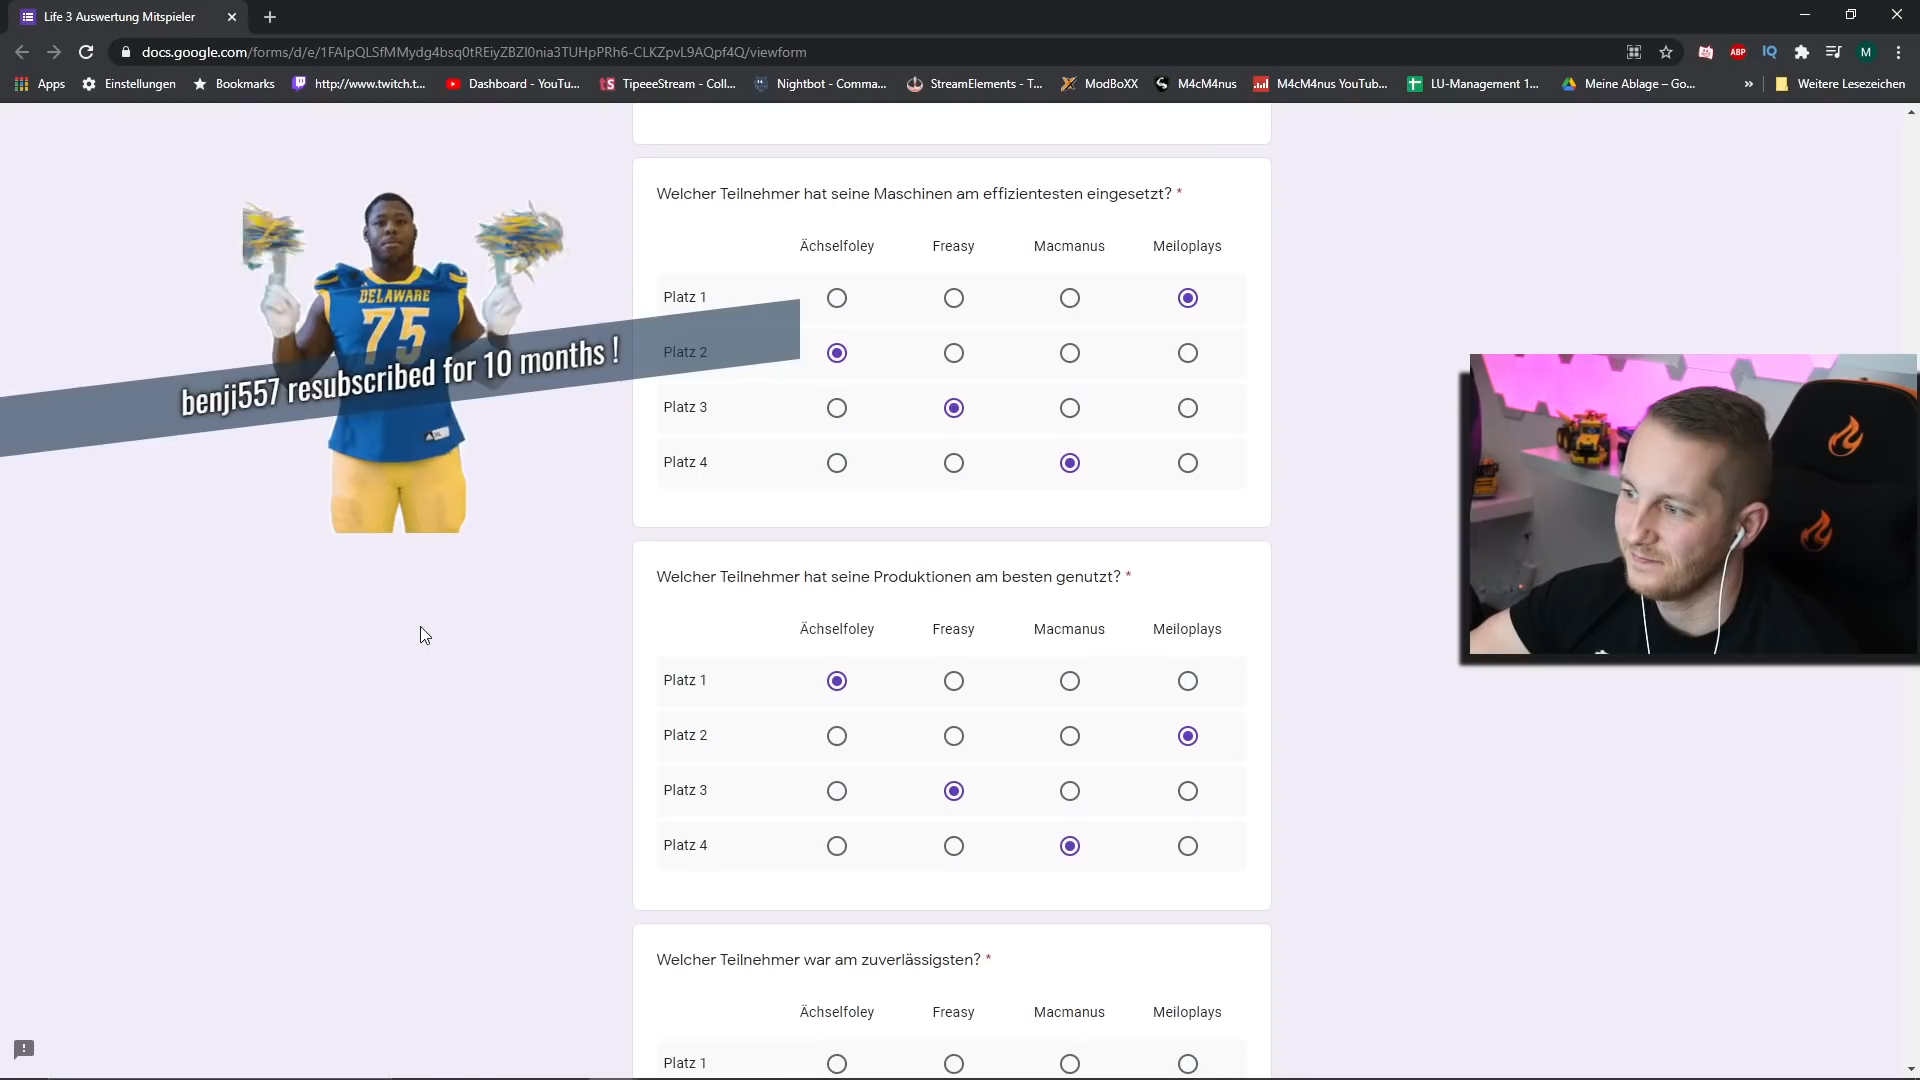 Life 3 Auswertung Mitspieler
docs.google.com/forms/d/e/1FAIpQLSfMMydg4bsq0tREiyZBZI0nia3TUHpPRh6-CLKZpvL9AQpf4Q/viewform
ABP
IQ
M
Apps
Einstellungen
Bookmarks
http://www.twitch.t...
Dashboard - YouTu...
TipeeeStream - Coll...
Nightbot - Comma...
StreamElements - T...
ModBoXX
M4cM4nus
M4cM4nus YouTub...
LU-Management 1...
Meine Ablage – Go...
»
Weitere Lesezeichen
Welcher Teilnehmer hat seine Maschinen am effizientesten eingesetzt? *
Ächselfoley Freasy Macmanus Meiloplays
Platz 1
Platz 2
Platz 3
Platz 4
DELAWARE
75
benji557 resubscribed for 10 months !
Welcher Teilnehmer hat seine Produktionen am besten genutzt? *
Ächselfoley Freasy Macmanus Meiloplays
Platz 1
Platz 2
Platz 3
Platz 4
Welcher Teilnehmer war am zuverlässigsten? *
Ächselfoley Freasy Macmanus Meiloplays
Platz 1